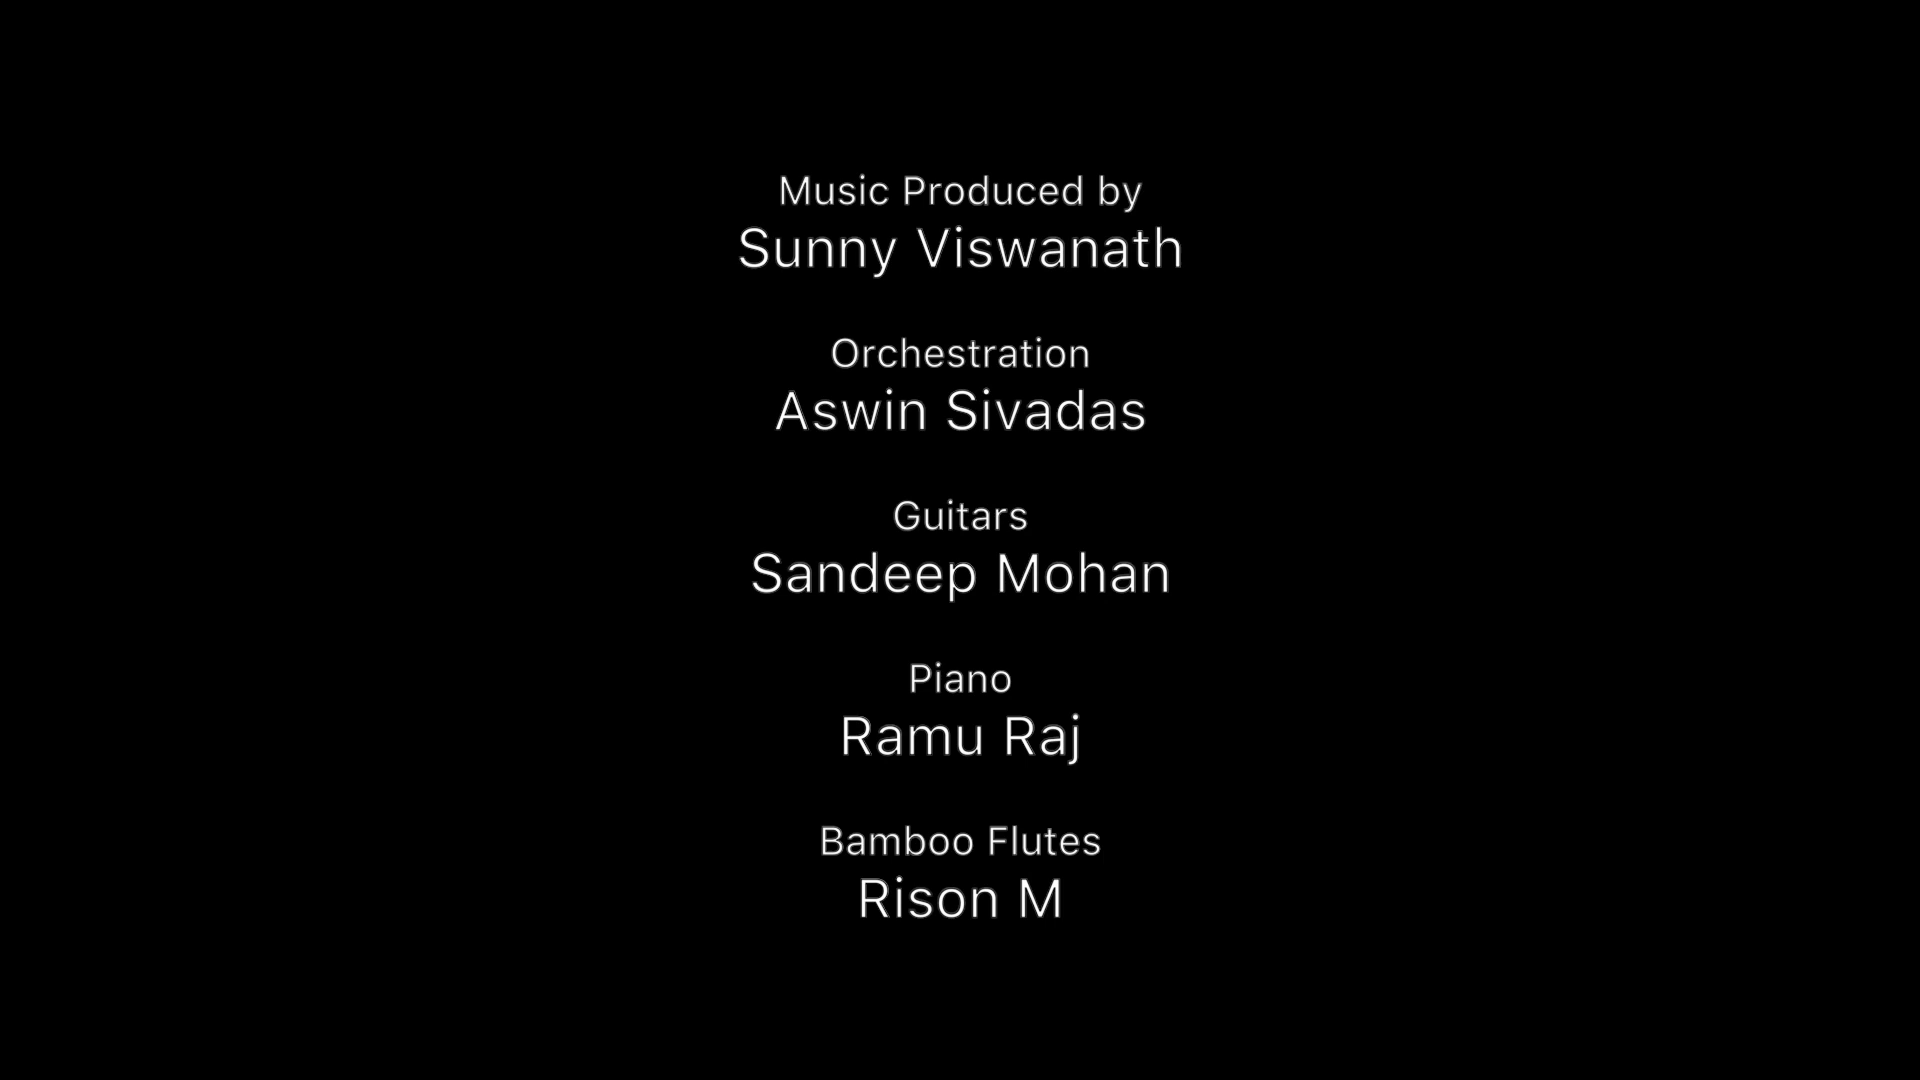 Music Produced by
Sunny Viswanath
Orchestration
Aswin Sivadas
Guitars
Sandeep Mohan
Piano
Ramu Raj
Bamboo Flutes
Rison M